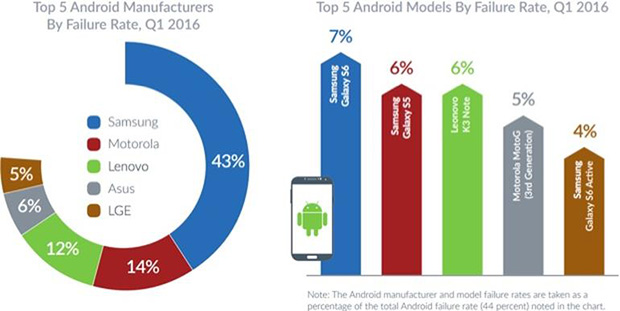 Top 5 Android Manufacturers
By Failure Rate, Q1 2016
Samsung
Motorola
Lenovo
Asus
LGE
43%
14%
12%
6%
5%
Top 5 Android Models By Failure Rate, Q1 2016
7%
Samsung
Galaxy S6
6%
Samsung
Galaxy S5
6%
Leonovo
K3 Note
5%
Motorola MotoG
(3rd Generation)
4%
Samsung
Galaxy S6 Active
Note: The Android manufacturer and model failure rates are taken as a
percentage of the total Android failure rate (44 percent) noted in the chart.